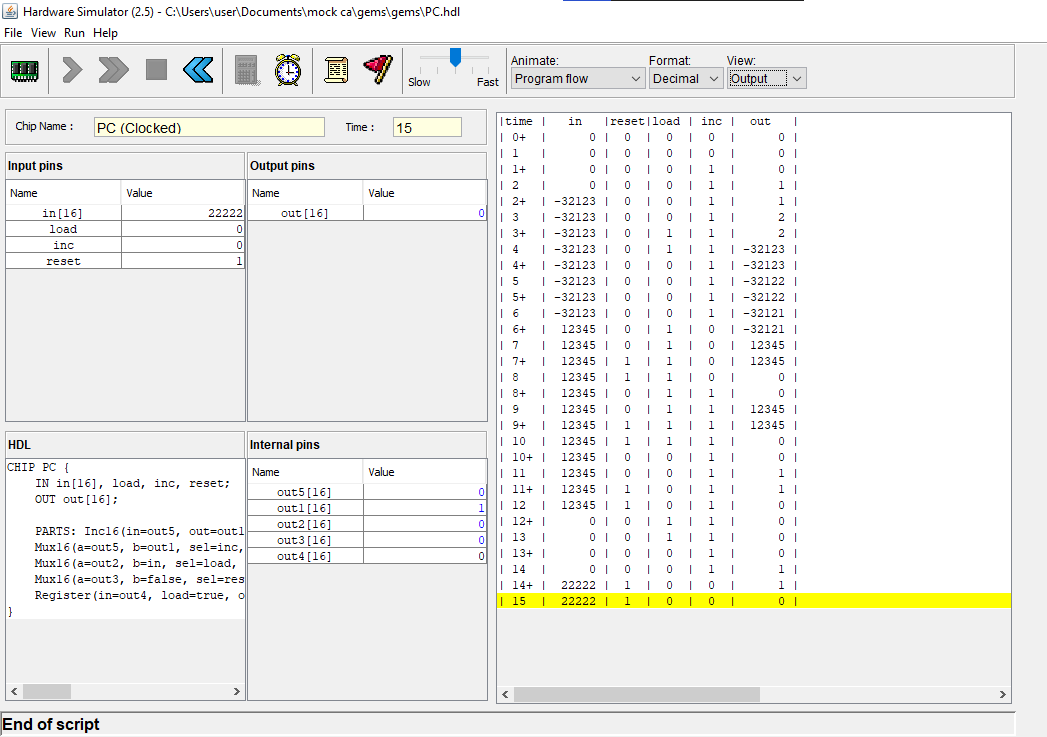 Hardware Simulator (2.5) - C:\Users\user\Documents\mock ca\gems\gems\PC.hdl
File View Run Help
Slow Fast
Animate: Format: View:
Program flow Decimal Output
Chip Name : PC (Clocked) Time : 15
Input pins
Name Value
in[16] 22222
load 0
inc 0
reset 1
Output pins
Name Value
out[16] 0
HDL
CHIP PC {
IN in[16], load, inc, reset;
OUT out[16];
PARTS: Inc16(in=out5, out=out1
Mux16(a=out5, b=out1, sel=inc,
Mux16(a=out2, b=in, sel=load,
Mux16(a=out3, b=false, sel=res
Register(in=out4, load=true, o
}
Internal pins
Name Value
out5[16] 0
out1[16] 1
out2[16] 0
out3[16] 0
out4[16] 0
|time | in |reset|load | inc | out |
| 0+ | 0 | 0 | 0 | 0 | 0 |
| 1 | 0 | 0 | 0 | 0 | 0 |
| 1+ | 0 | 0 | 0 | 1 | 0 |
| 2 | 0 | 0 | 0 | 1 | 1 |
| 2+ | -32123 | 0 | 0 | 1 | 1 |
| 3 | -32123 | 0 | 0 | 1 | 2 |
| 3+ | -32123 | 0 | 1 | 1 | 2 |
| 4 | -32123 | 0 | 1 | 1 | -32123 |
| 4+ | -32123 | 0 | 0 | 1 | -32123 |
| 5 | -32123 | 0 | 0 | 1 | -32122 |
| 5+ | -32123 | 0 | 0 | 1 | -32122 |
| 6 | -32123 | 0 | 0 | 1 | -32121 |
| 6+ | 12345 | 0 | 1 | 0 | -32121 |
| 7 | 12345 | 0 | 1 | 0 | 12345 |
| 7+ | 12345 | 1 | 1 | 0 | 12345 |
| 8 | 12345 | 1 | 1 | 0 | 0 |
| 8+ | 12345 | 0 | 1 | 1 | 0 |
| 9 | 12345 | 0 | 1 | 1 | 12345 |
| 9+ | 12345 | 1 | 1 | 1 | 12345 |
| 10 | 12345 | 1 | 1 | 1 | 0 |
| 10+ | 12345 | 0 | 0 | 1 | 0 |
| 11 | 12345 | 0 | 0 | 1 | 1 |
| 11+ | 12345 | 1 | 0 | 1 | 1 |
| 12 | 12345 | 1 | 0 | 1 | 0 |
| 12+ | 0 | 0 | 1 | 1 | 0 |
| 13 | 0 | 0 | 1 | 1 | 0 |
| 13+ | 0 | 0 | 0 | 1 | 0 |
| 14 | 0 | 0 | 0 | 1 | 1 |
| 14+ | 22222 | 1 | 0 | 0 | 1 |
| 15 | 22222 | 1 | 0 | 0 | 0 |
End of script